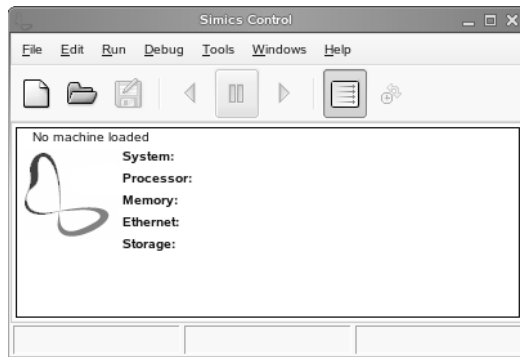 Simics Control
File Edit Run Debug Tools Windows Help
No machine loaded
System:
Processor:
Memory:
Ethernet:
Storage: